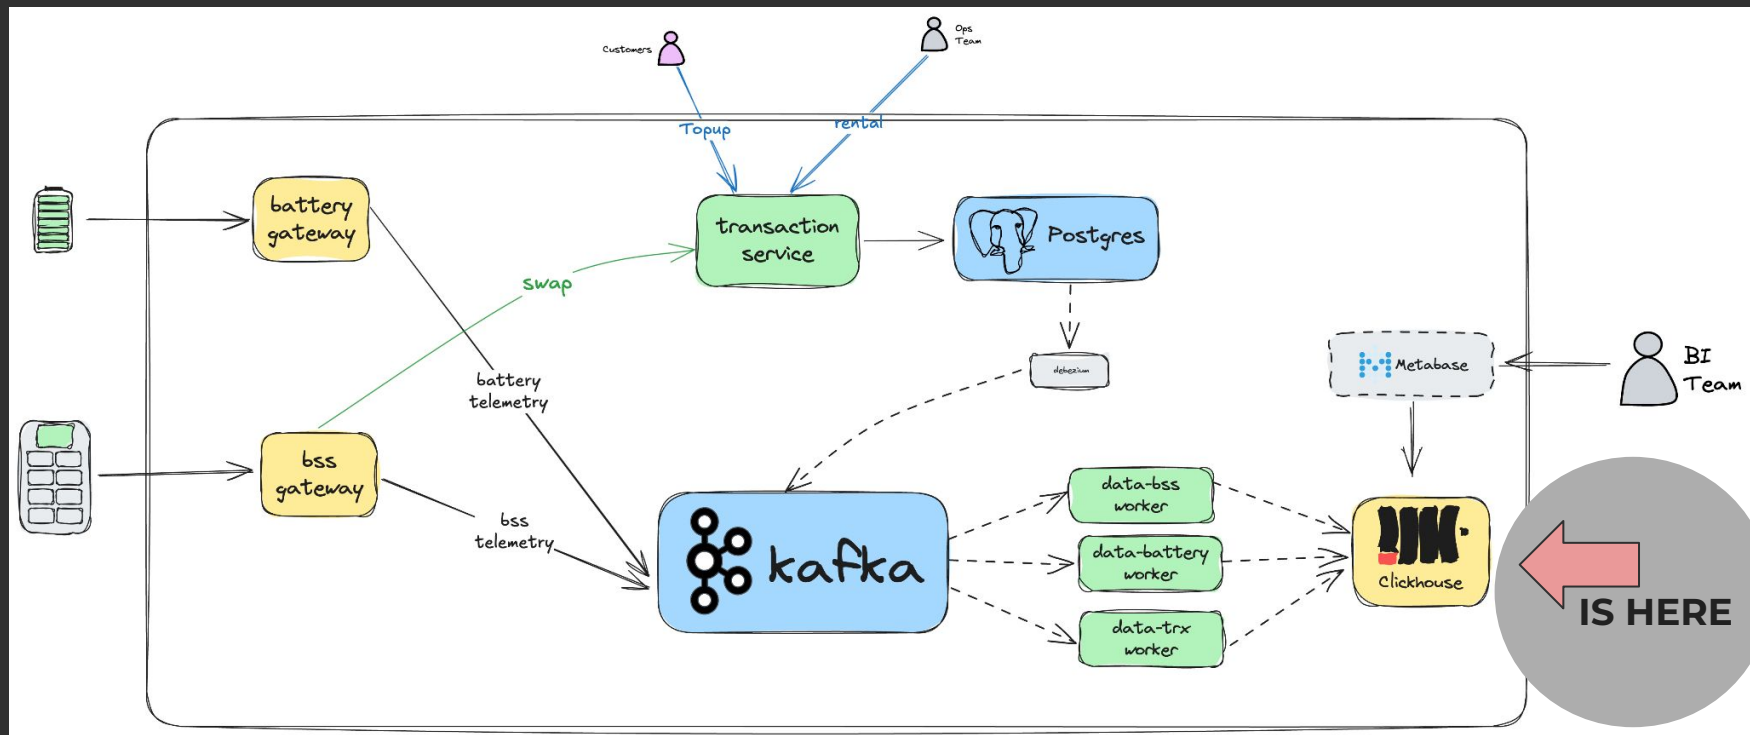 Customers
Ops
Team
Topup
rental
battery
gateway
transaction
service
Postgres
swap
debezium
Metabase
BI
Team
battery
telemetry
bss
gateway
bss
telemetry
kafka
data-bss
worker
data-battery
worker
data-trx
worker
Clickhouse
IS HERE